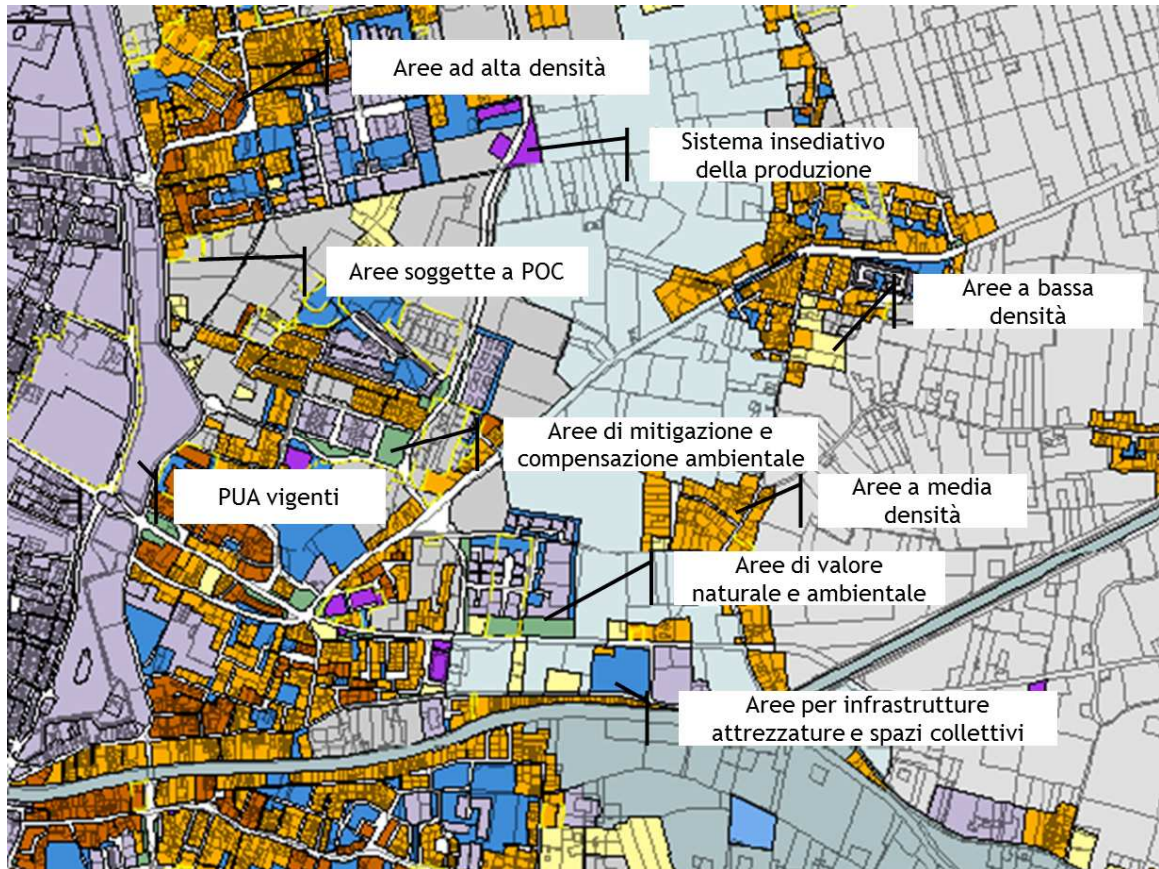 Aree ad alta densità
Sistema insediativo
della produzione
Aree soggette a POC
Aree a bassa
densità
Aree di mitigazione e
compensazione ambientale
PUA vigenti
Aree a media
densità
Aree di valore
naturale e ambientale
Aree per infrastrutture
attrezzature e spazi collettivi